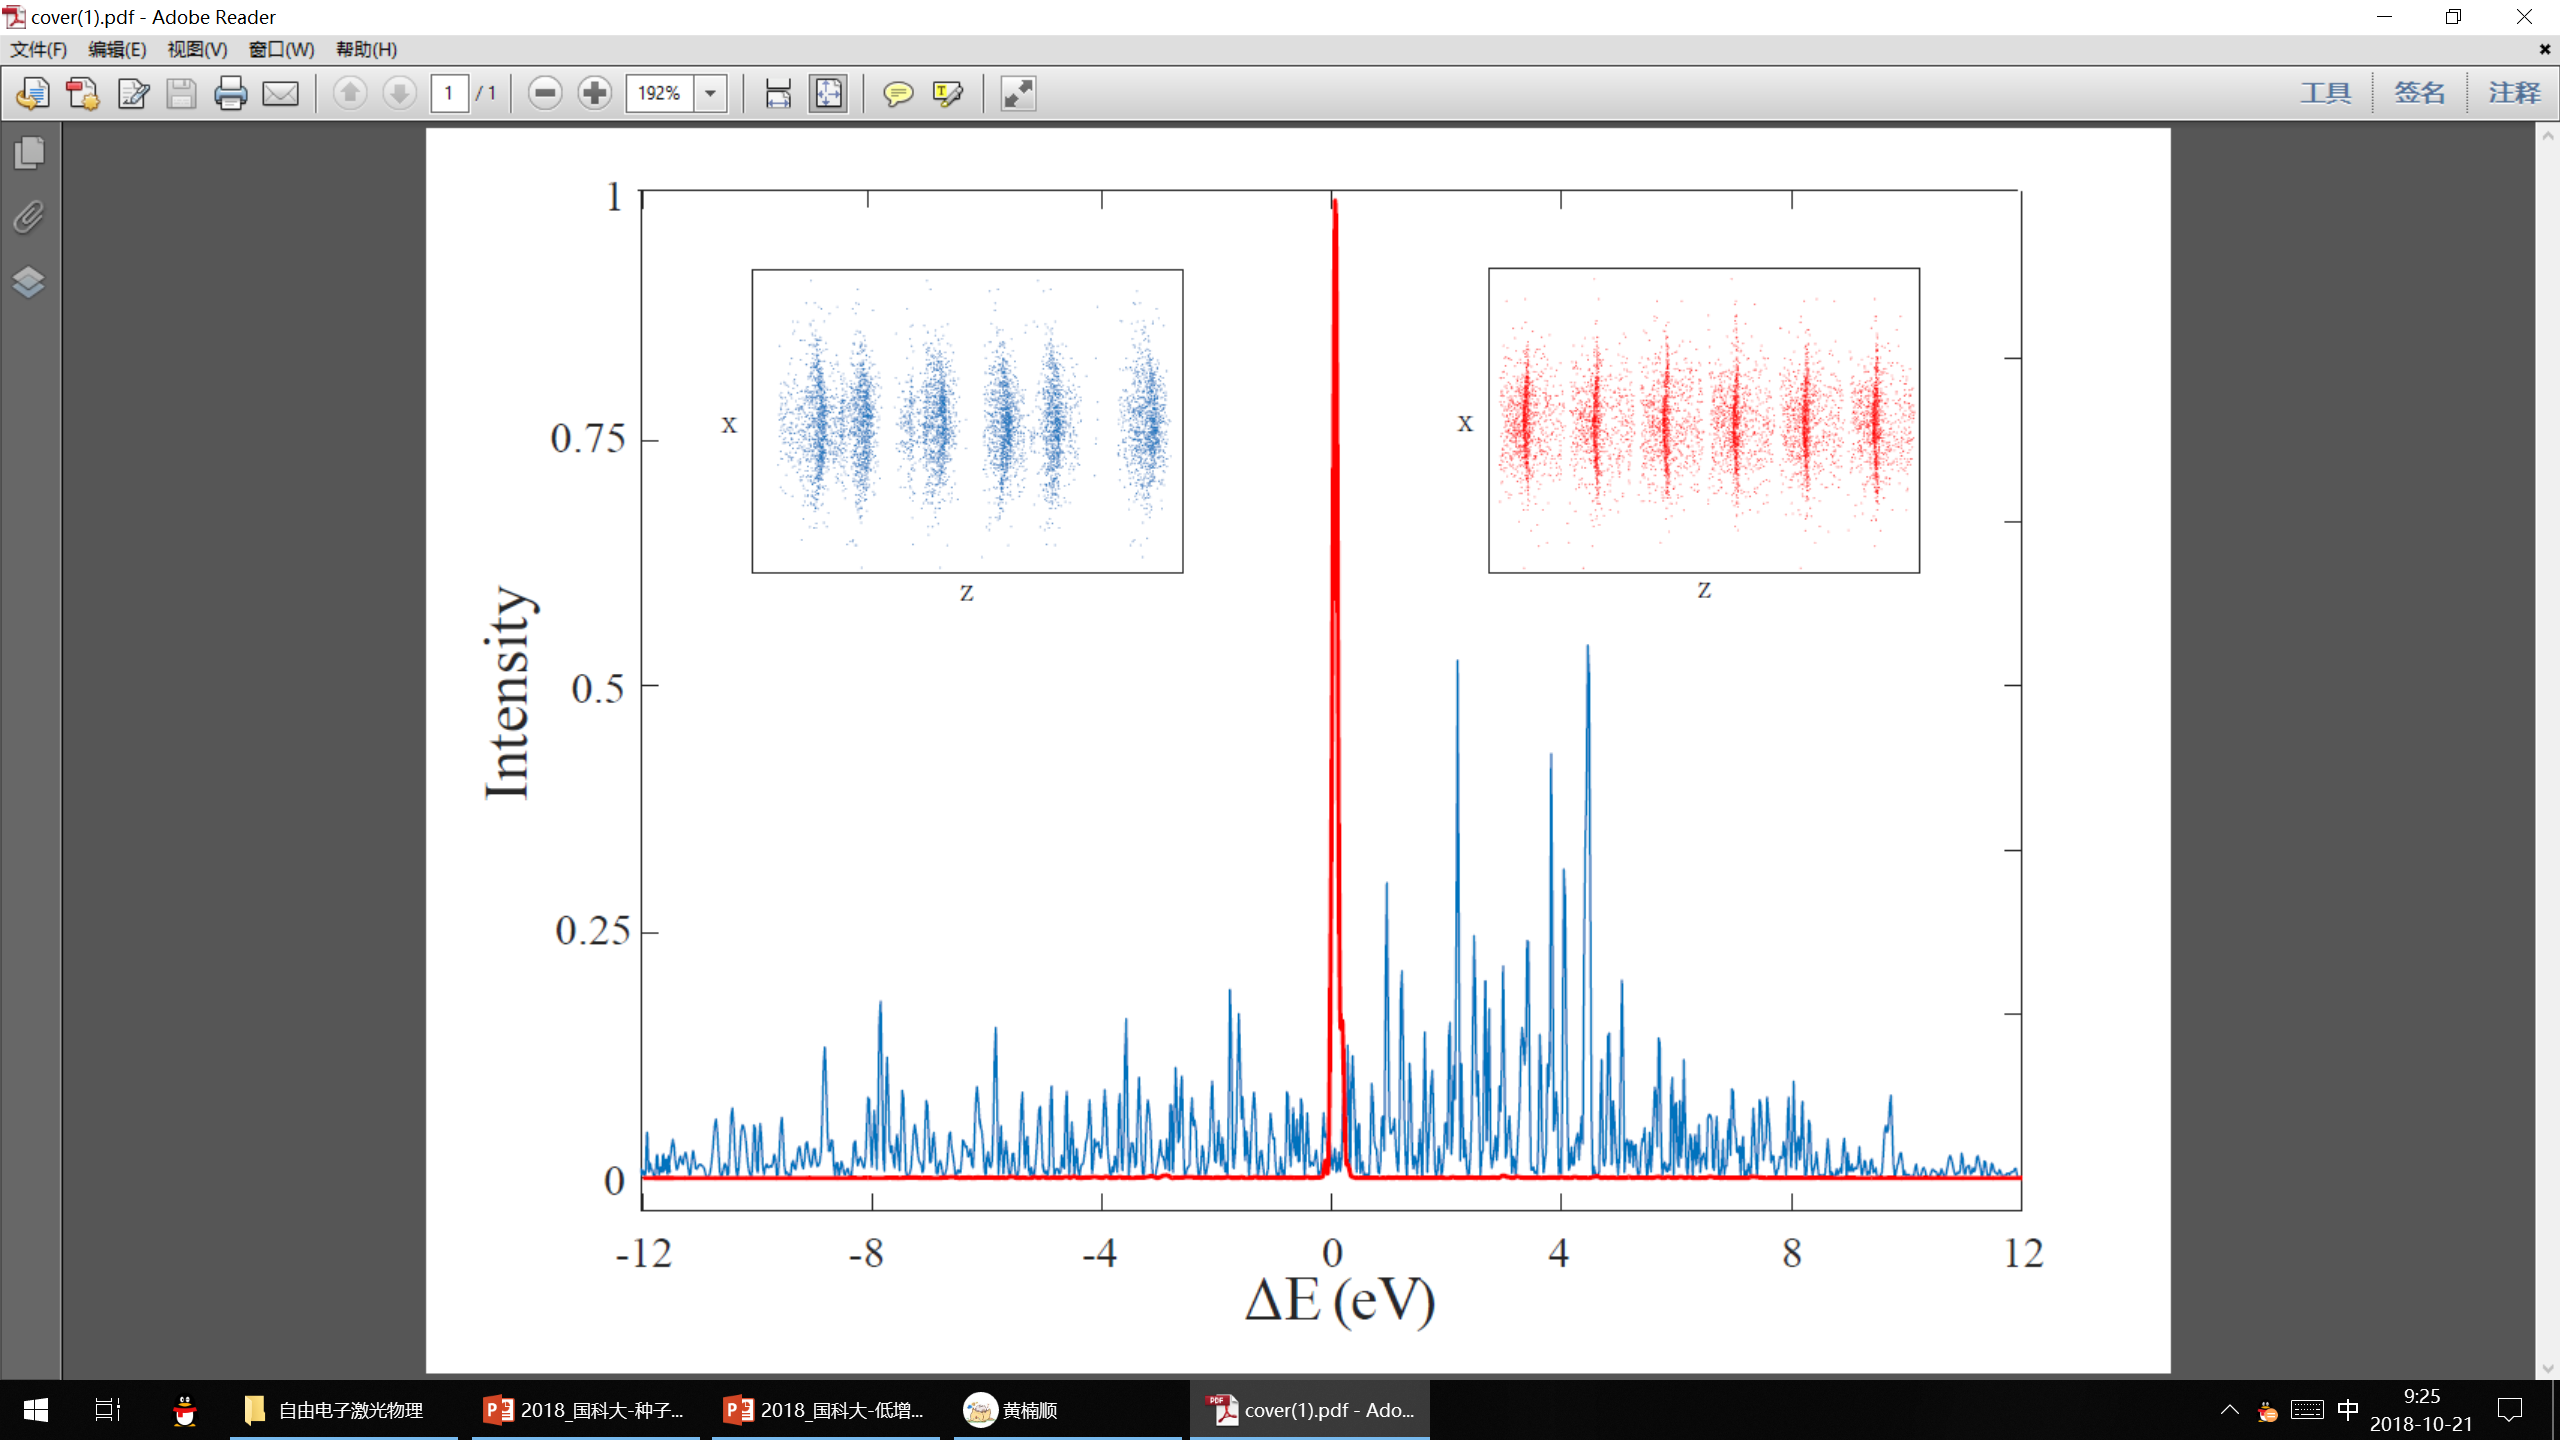 cover(1).pdf - Adobe Reader
文件(F) 编辑(E) 视图(V) 窗口(W) 帮助(H)
1 / 1 192% 工具 签名 注释
1
0.75
0.5
0.25
0
Intensity
x
z
x
z
-12 -8 -4 0 4 8 12
ΔE (eV)
自由电子激光物理 2018_国科大-种子... 2018_国科大-低增... 黄楠顺 cover(1).pdf - Ado... 中 9:25
2018-10-21